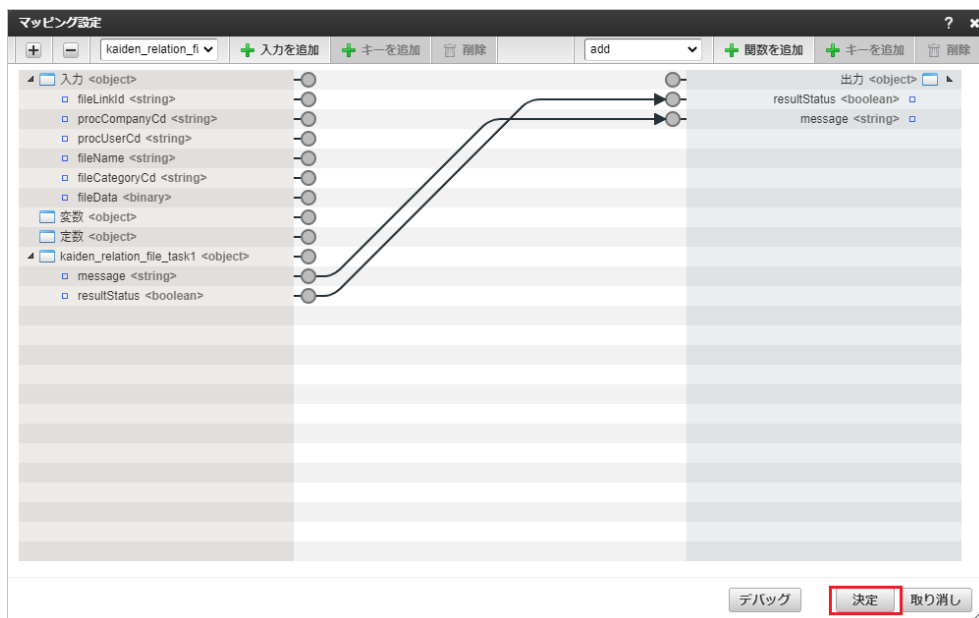 マッピング設定
kaiden_relation_fi 入力を追加 キーを追加 削除 add 関数を追加 キーを追加 削除
入力 <object> 出力 <object>
fileLinkId <string> resultStatus <boolean>
procCompanyCd <string> message <string>
procUserCd <string>
fileName <string>
fileCategoryCd <string>
fileData <binary>
変数 <object>
定数 <object>
kaiden_relation_file_task1 <object>
message <string>
resultStatus <boolean>
デバッグ 決定 取り消し